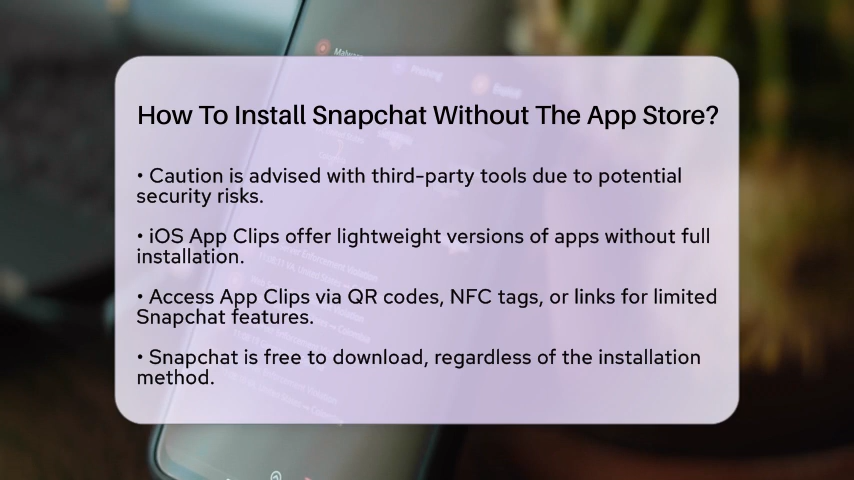 How To Install Snapchat Without The App Store?
• Caution is advised with third-party tools due to potential
security risks.
• iOS App Clips offer lightweight versions of apps without full
installation.
• Access App Clips via QR codes, NFC tags, or links for limited
Snapchat features.
• Snapchat is free to download, regardless of the installation
method.